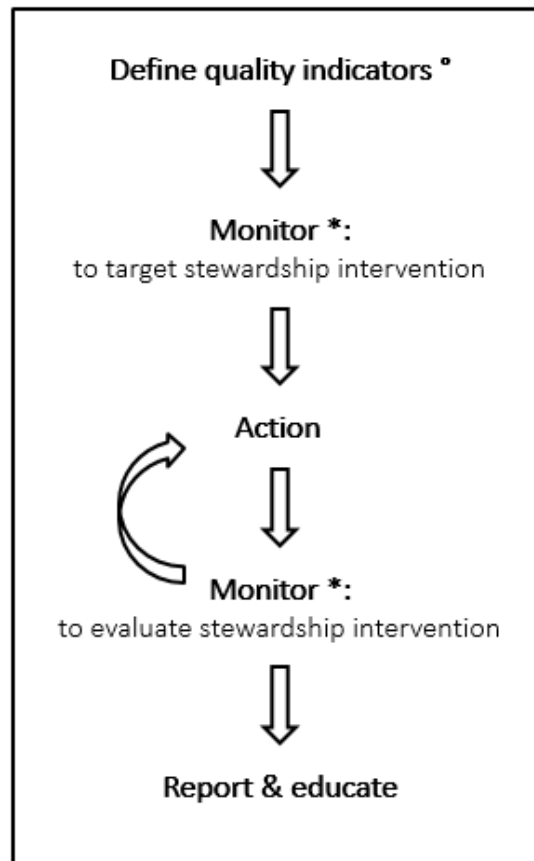 Define quality indicators °
Monitor *:
to target stewardship intervention
Action
Monitor *:
to evaluate stewardship intervention
Report & educate